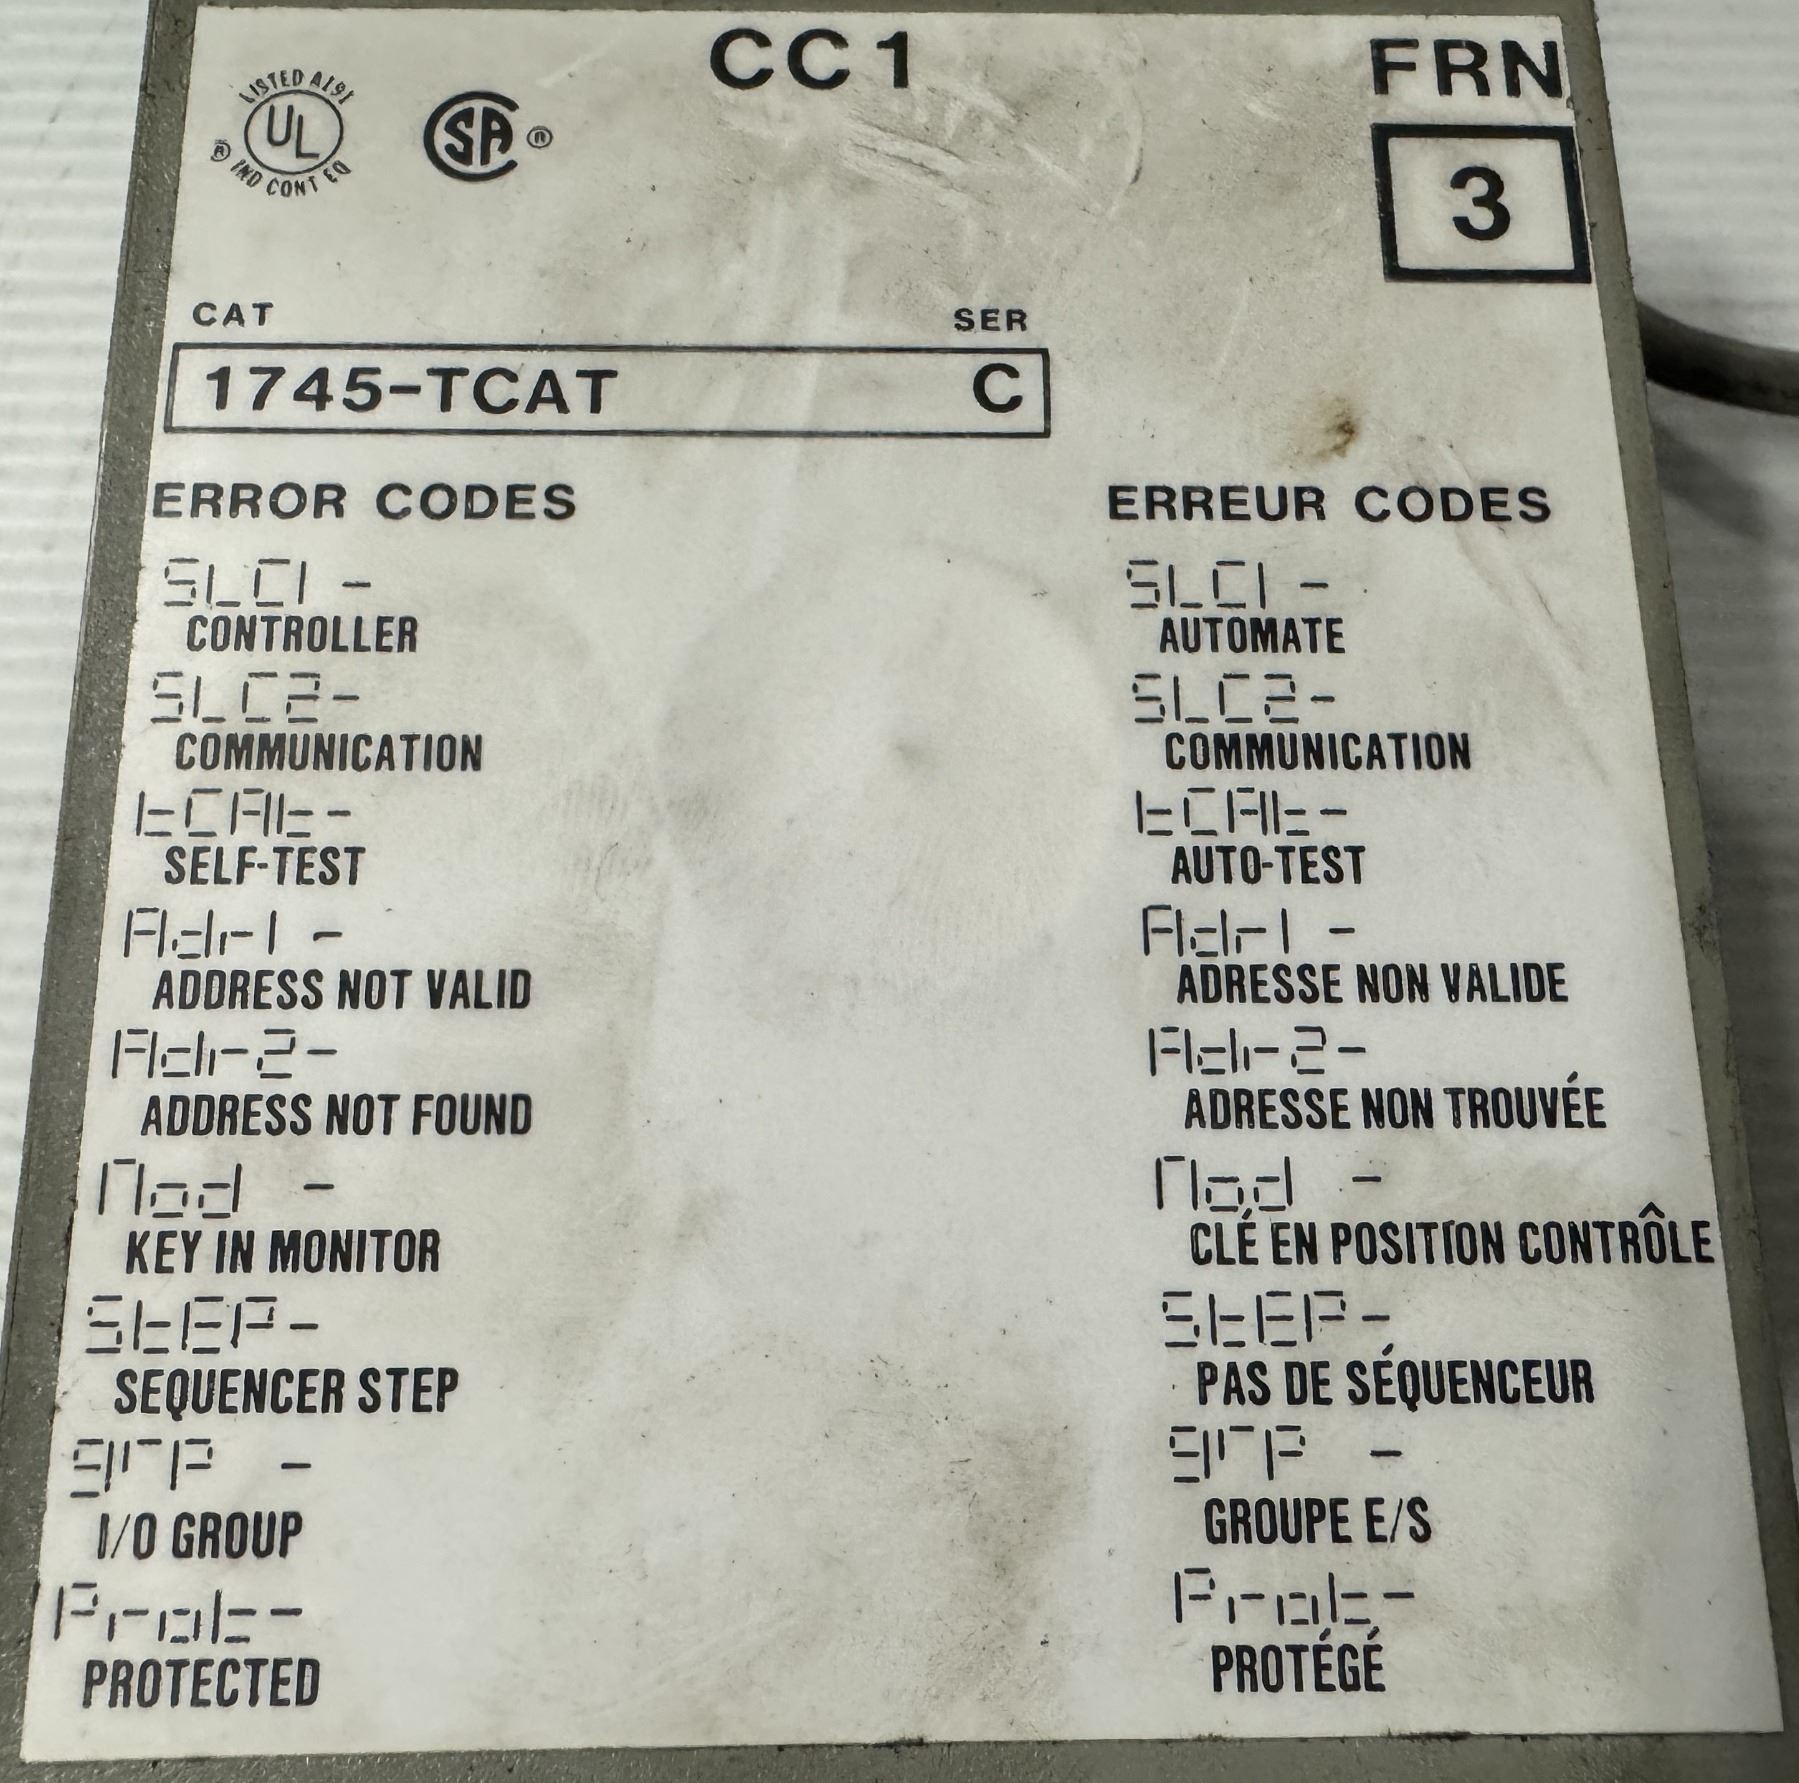 CC1
FRN
LISTED A191
UL ®
IND CONT EQ
SA ®
3
CAT SER
1745-TCAT C
ERROR CODES
SLC1 -
CONTROLLER
SLC2-
COMMUNICATION
tCAt-
SELF-TEST
Adr1 -
ADDRESS NOT VALID
Adr2-
ADDRESS NOT FOUND
Mod -
KEY IN MONITOR
StEP-
SEQUENCER STEP
grP -
I/O GROUP
Prot-
PROTECTED
ERREUR CODES
SLC1 -
AUTOMATE
SLC2-
COMMUNICATION
tCAt-
AUTO-TEST
Adr1 -
ADRESSE NON VALIDE
Adr2-
ADRESSE NON TROUVÉE
Mod -
CLÉ EN POSITION CONTRÔLE
StEP-
PAS DE SÉQUENCEUR
grP -
GROUPE E/S
Prot-
PROTÉGÉ